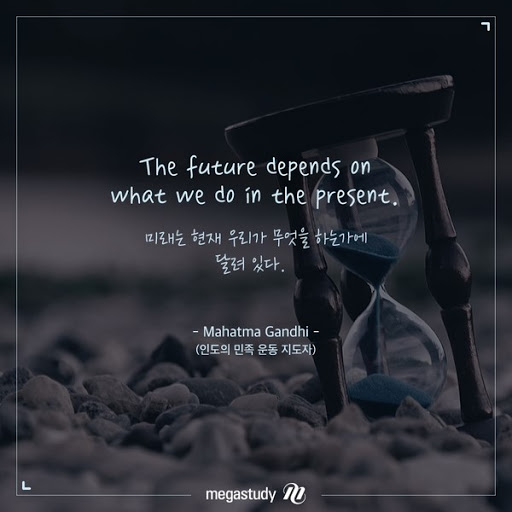 The future depends on
what we do in the present.
미래는 현재 우리가 무엇을 하는가에
달려 있다.
- Mahatma Gandhi -
(인도의 민족 운동 지도자)
megastudy